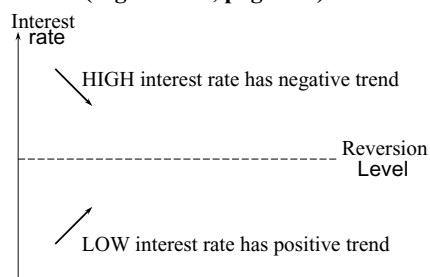 Interest
rate
HIGH interest rate has negative trend
Reversion
Level
LOW interest rate has positive trend